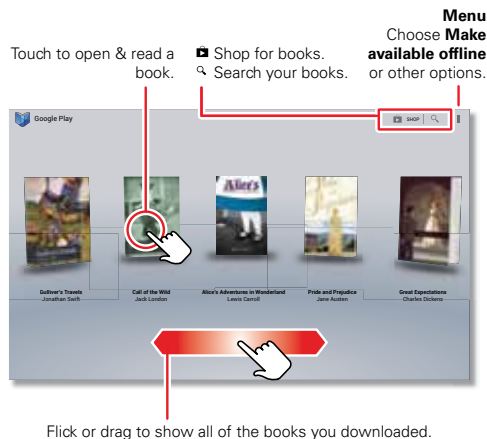 Menu
Choose Make
available offline
or other options.
Touch to open & read a
book.
Shop for books.
Search your books.
Google Play
SHOP
Alice's
Gulliver's Travels
Jonathan Swift
Call of the Wild
Jack London
Alice's Adventures in Wonderland
Lewis Carroll
Pride and Prejudice
Jane Austen
Great Expectations
Charles Dickens
Flick or drag to show all of the books you downloaded.